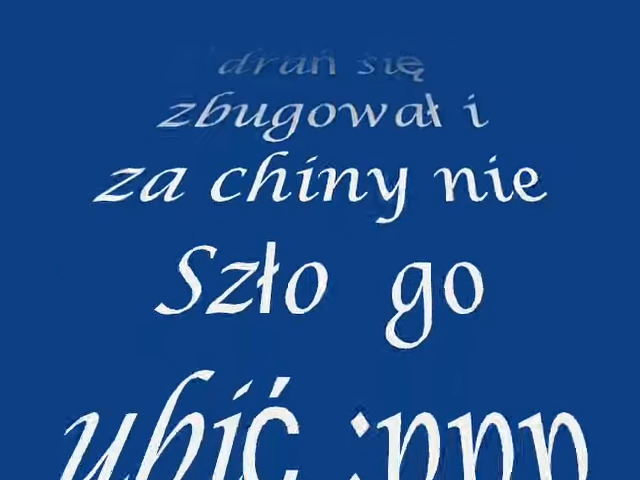 drań się
zbugował i
za chiny nie
Szło go
ubić :ppp